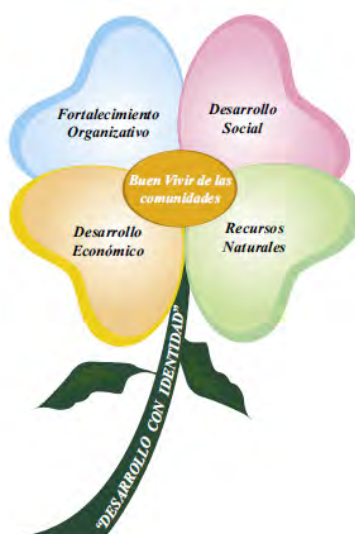 Fortalecimiento
Organizativo
Desarrollo
Social
Buen Vivir de las
comunidades
Desarrollo
Económico
Recursos
Naturales
"DESARROLLO CON IDENTIDAD"